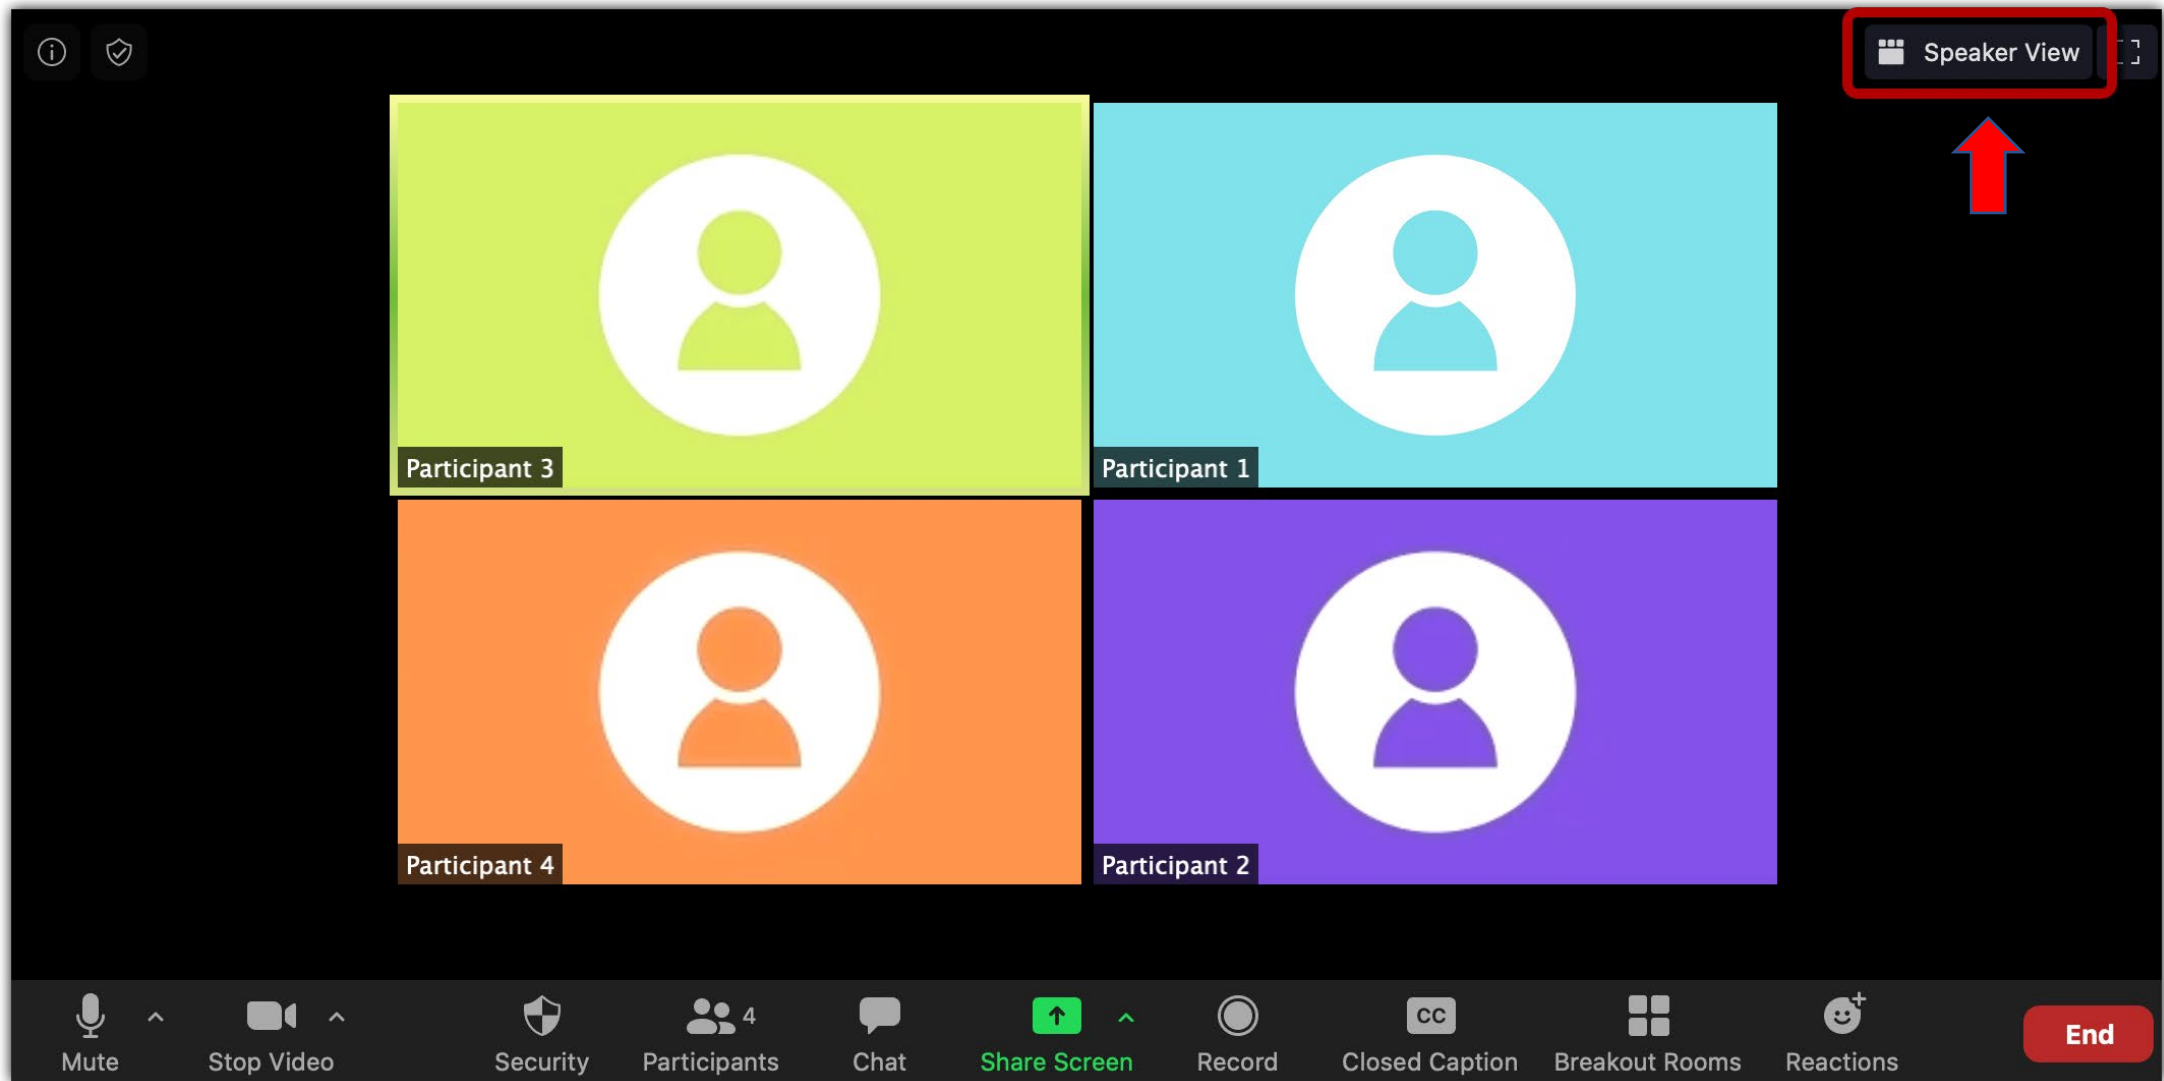 Speaker View
Participant 3
Participant 1
Participant 4
Participant 2
4
CC
Mute
Stop Video
Security
Participants
Chat
Share Screen
Record
Closed Caption
Breakout Rooms
Reactions
End